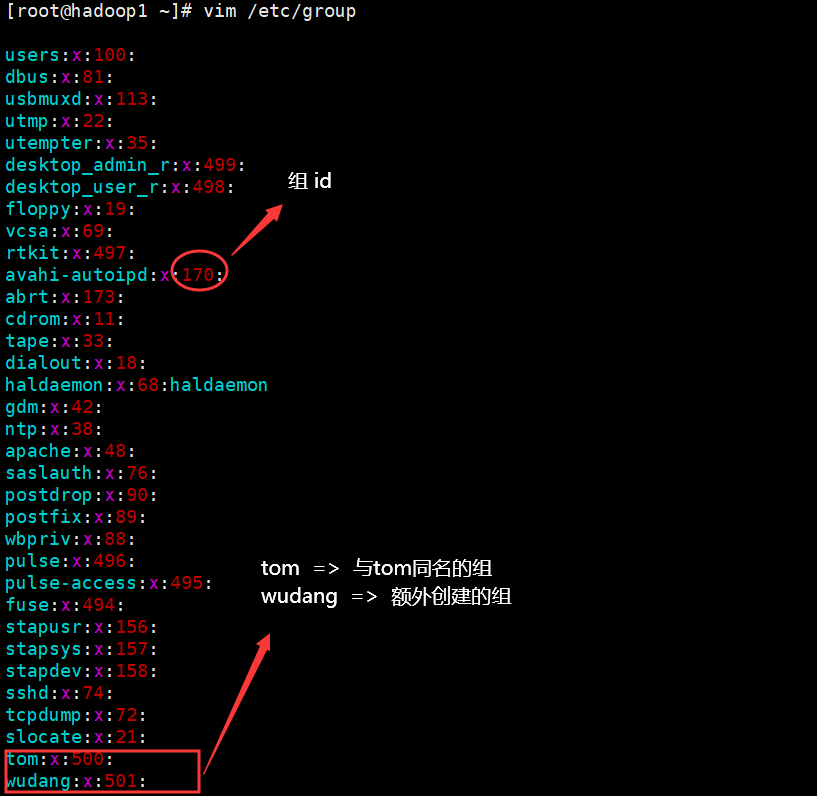 [root@hadoop1 ~]# vim /etc/group
users:x:100:
dbus:x:81:
usbmuxd:x:113:
utmp:x:22:
utempter:x:35:
desktop_admin_r:x:499:
desktop_user_r:x:498:
组 id
floppy:x:19:
vcsa:x:69:
rtkit:x:497:
avahi-autoipd:x:170:
abrt:x:173:
cdrom:x:11:
tape:x:33:
dialout:x:18:
haldaemon:x:68:haldaemon
gdm:x:42:
ntp:x:38:
apache:x:48:
saslauth:x:76:
postdrop:x:90:
postfix:x:89:
wbpriv:x:88:
pulse:x:496:
pulse-access:x:495:
tom => 与tom同名的组
wudang => 额外创建的组
fuse:x:494:
stapusr:x:156:
stapsys:x:157:
stapdev:x:158:
sshd:x:74:
tcpdump:x:72:
slocate:x:21:
tom:x:500:
wudang:x:501: